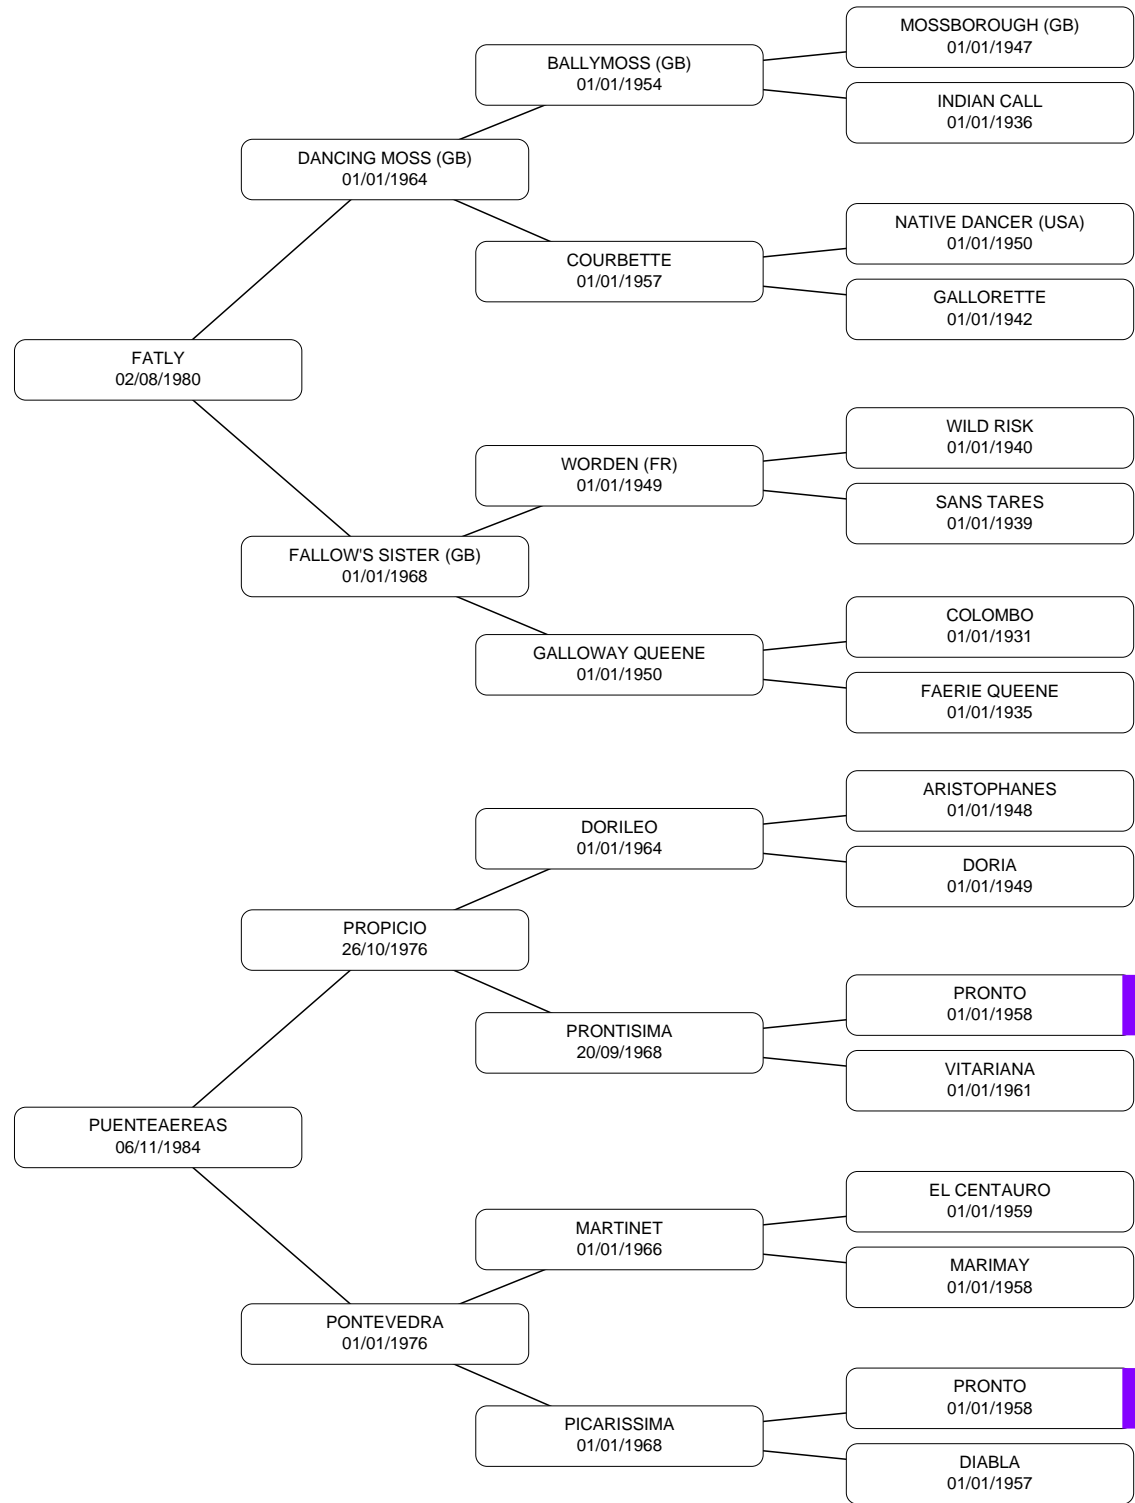 MOSSBOROUGH (GB)
01/01/1947
BALLYMOSS (GB)
01/01/1954
INDIAN CALL
01/01/1936
DANCING MOSS (GB)
01/01/1964
NATIVE DANCER (USA)
01/01/1950
COURBETTE
01/01/1957
GALLORETTE
01/01/1942
FATLY
02/08/1980
WILD RISK
01/01/1940
WORDEN (FR)
01/01/1949
SANS TARES
01/01/1939
FALLOW'S SISTER (GB)
01/01/1968
COLOMBO
01/01/1931
GALLOWAY QUEENE
01/01/1950
FAERIE QUEENE
01/01/1935
ARISTOPHANES
01/01/1948
DORILEO
01/01/1964
DORIA
01/01/1949
PROPICIO
26/10/1976
PRONTO
01/01/1958
PRONTISIMA
20/09/1968
VITARIANA
01/01/1961
PUENTEAEREAS
06/11/1984
EL CENTAURO
01/01/1959
MARTINET
01/01/1966
MARIMAY
01/01/1958
PONTEVEDRA
01/01/1976
PRONTO
01/01/1958
PICARISSIMA
01/01/1968
DIABLA
01/01/1957